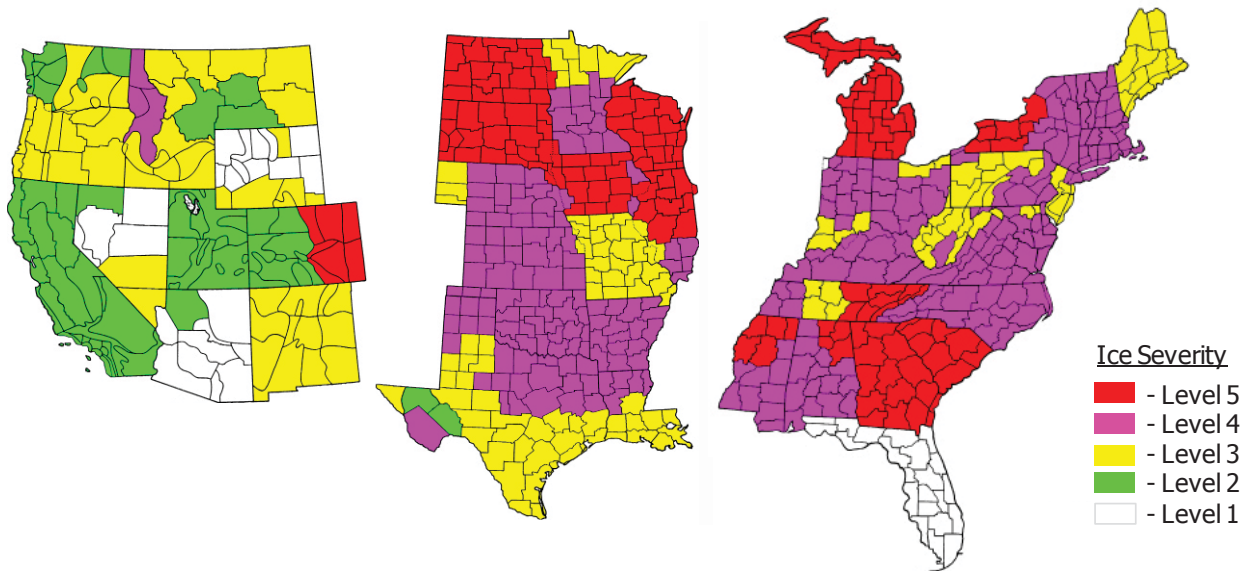 Ice Severity
- Level 5
- Level 4
- Level 3
- Level 2
- Level 1